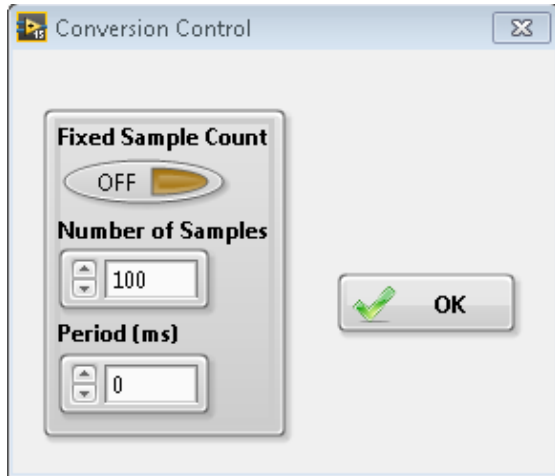 Conversion Control
Fixed Sample Count
OFF
Number of Samples
100
Period (ms)
0
OK